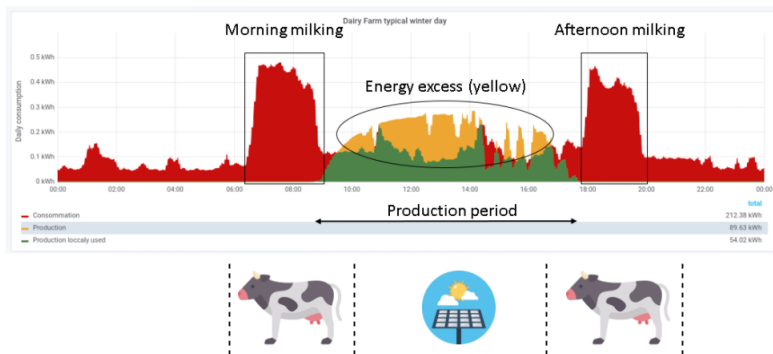 Dairy Farm typical winter day
Morning milking
Afternoon milking
Energy excess (yellow)
Daily consumption
0.5 kWh
0.4 kWh
0.3 kWh
0.2 kWh
0.1 kWh
0 kWh
00:00 02:00 04:00 06:00 08:00 10:00 12:00 14:00 16:00 18:00 20:00 22:00 00:00
Production period
total
Consommation 212.38 kWh
Production 89.63 kWh
Production loccaly used 54.02 kWh